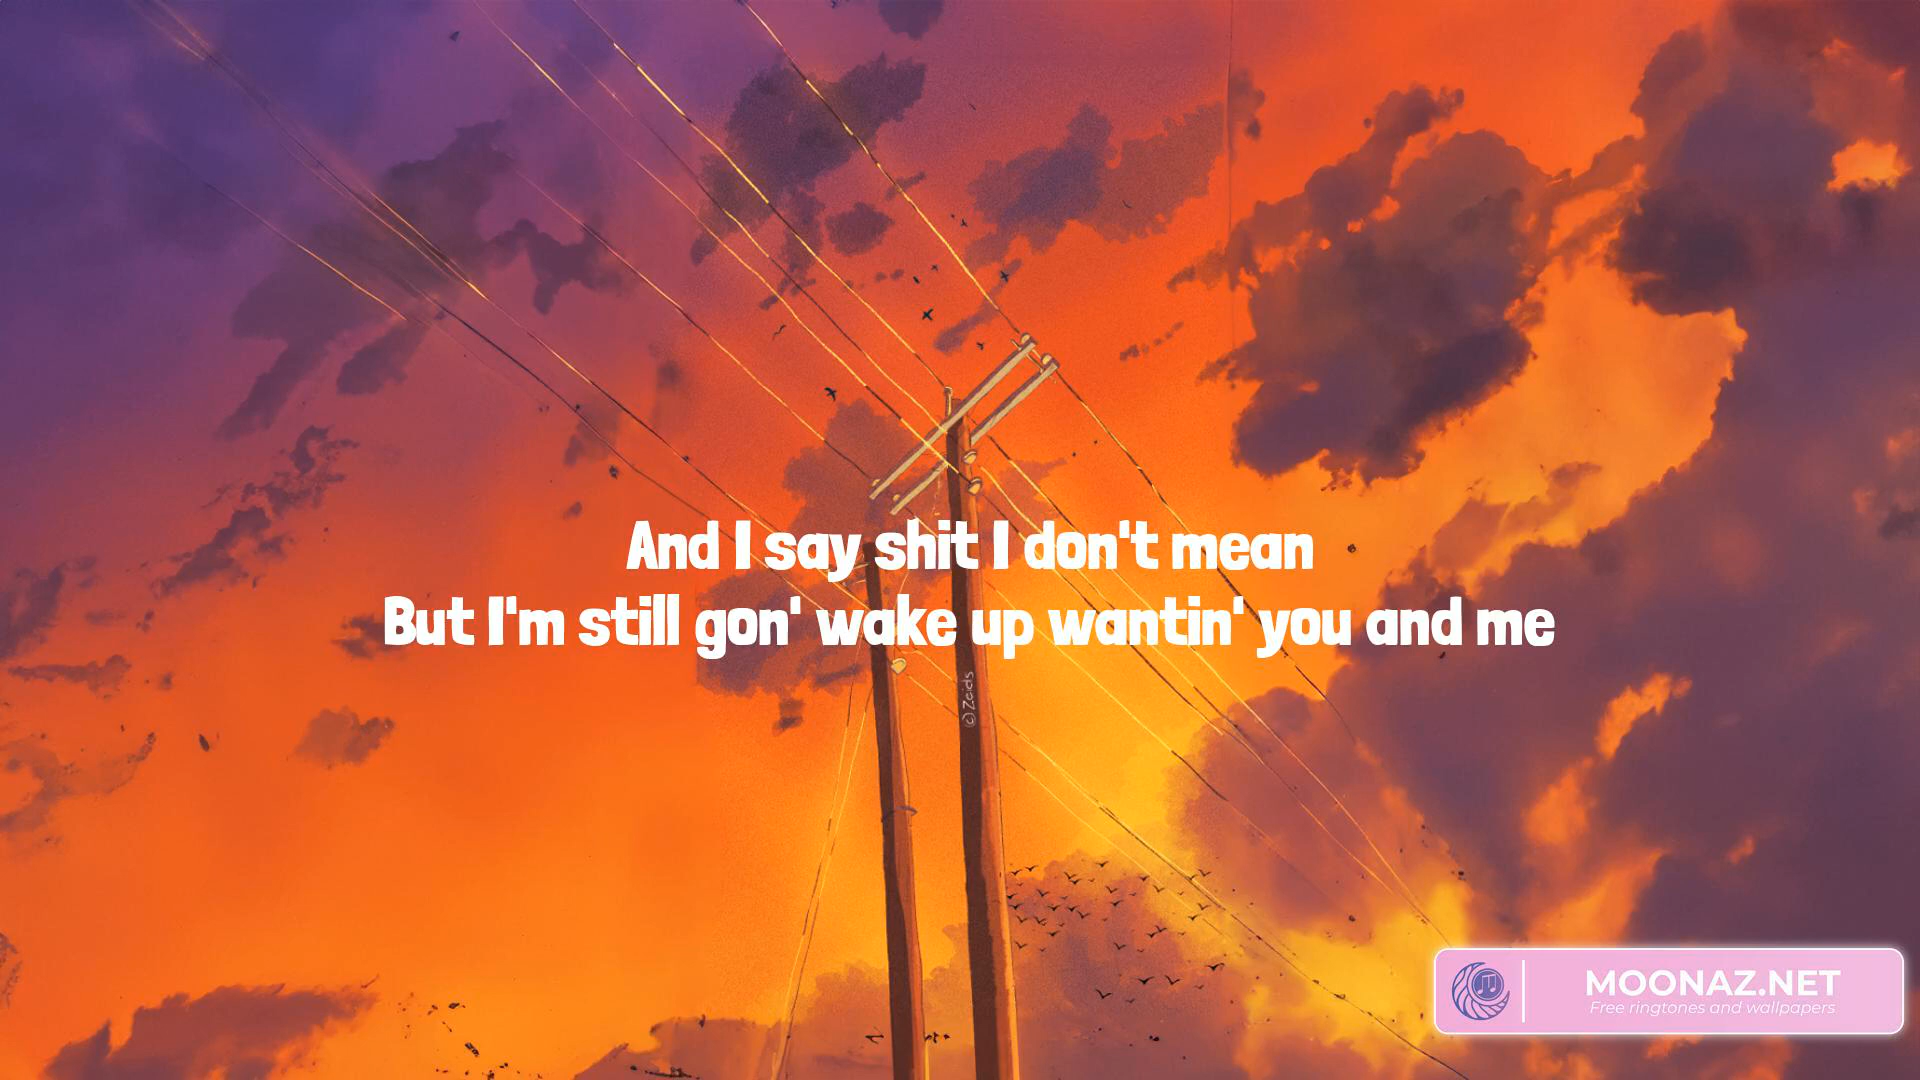 And I say shit I don't mean
But I'm still gon' wake up wantin' you and me
(c) Zaids
MOONAZ.NET
Free ringtones and wallpapers